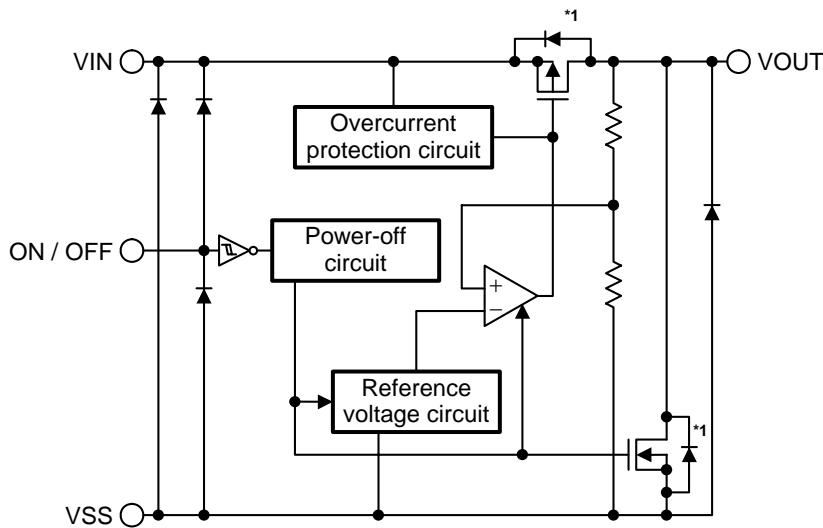 *1
VIN
VOUT
Overcurrent
protection circuit
ON / OFF
Power-off
circuit
+
−
Reference
voltage circuit
*1
VSS